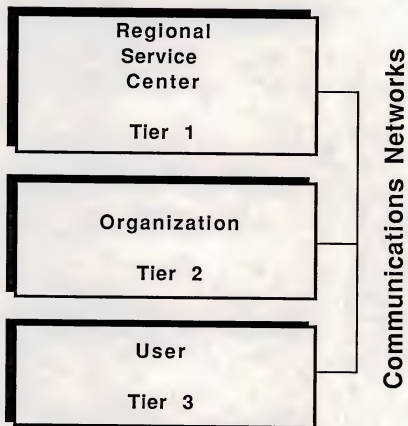 Regional
Service
Center
Tier 1
Organization
Tier 2
User
Tier 3
Communications Networks